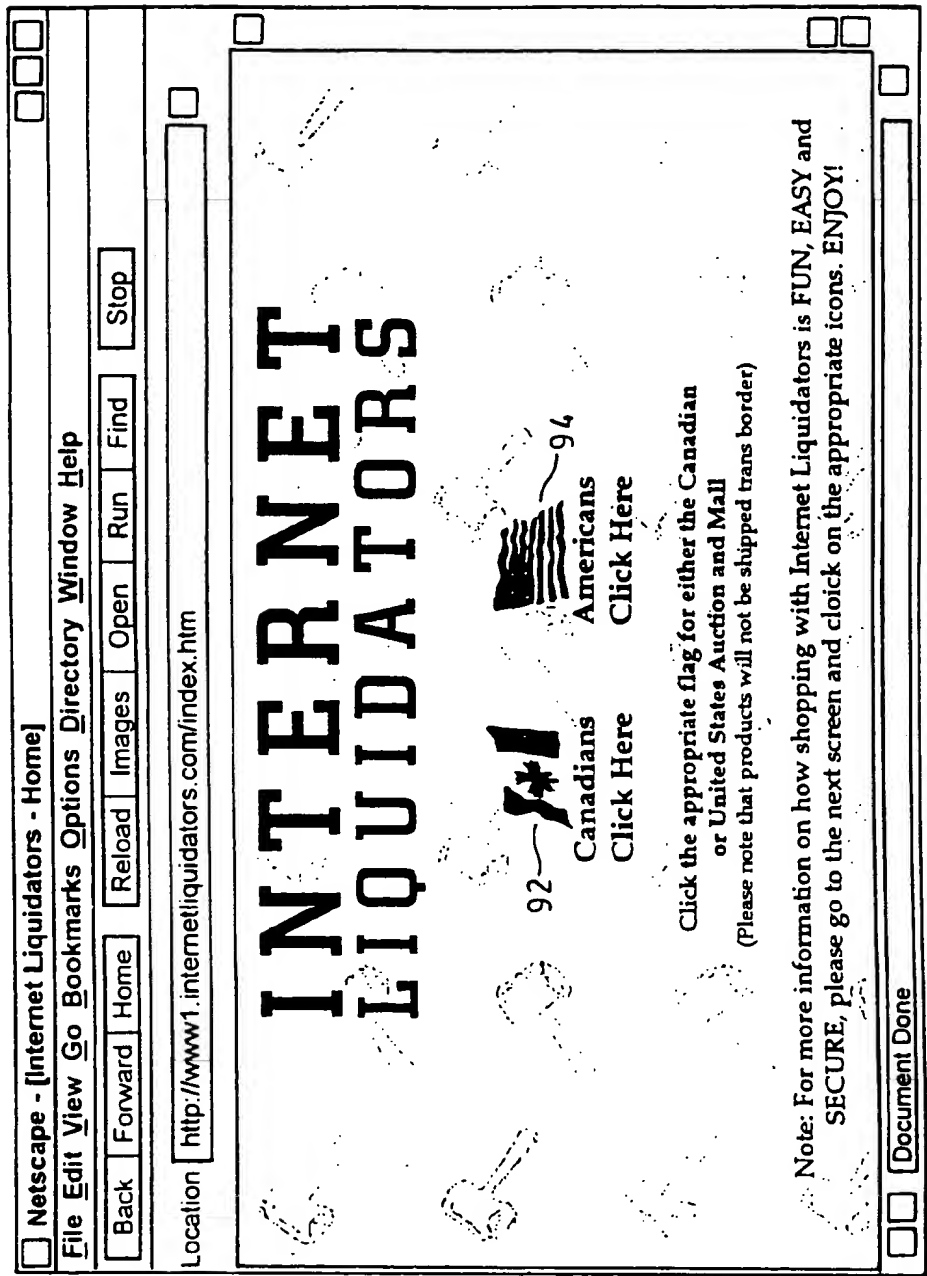 Netscape - [Internet Liquidators - Home]
File Edit View Go Bookmarks Options Directory Window Help
Back Forward Home Reload Images Open Run Find Stop
Location http://www1.internetliquidators.com/index.htm
INTERNET
LIQUIDATORS
92 94
Canadians Americans
Click Here Click Here
Click the appropriate flag for either the Canadian
or United States Auction and Mall
(Please note that products will not be shipped trans border)
Note: For more information on how shopping with Internet Liquidators is FUN, EASY and
SECURE, please go to the next screen and cloick on the appropriate icons. ENJOY!
Document Done